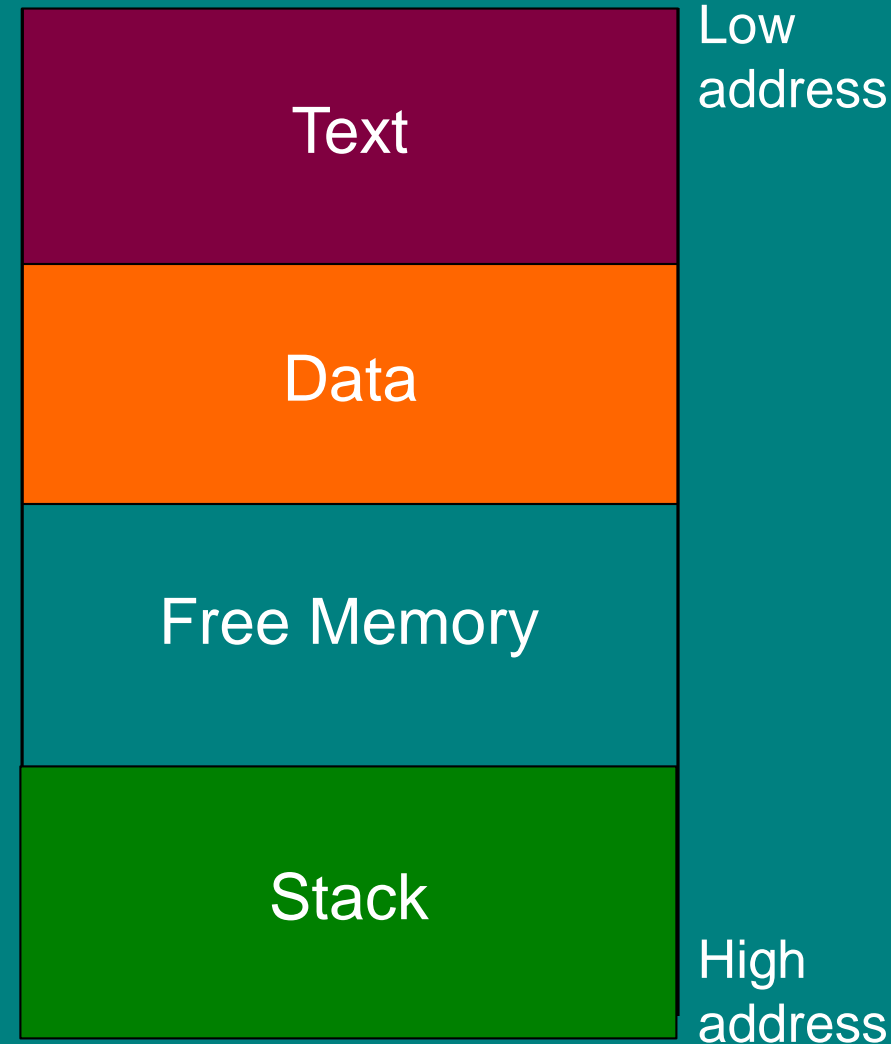 Low
address
Text
Data
Free Memory
Stack
High
address